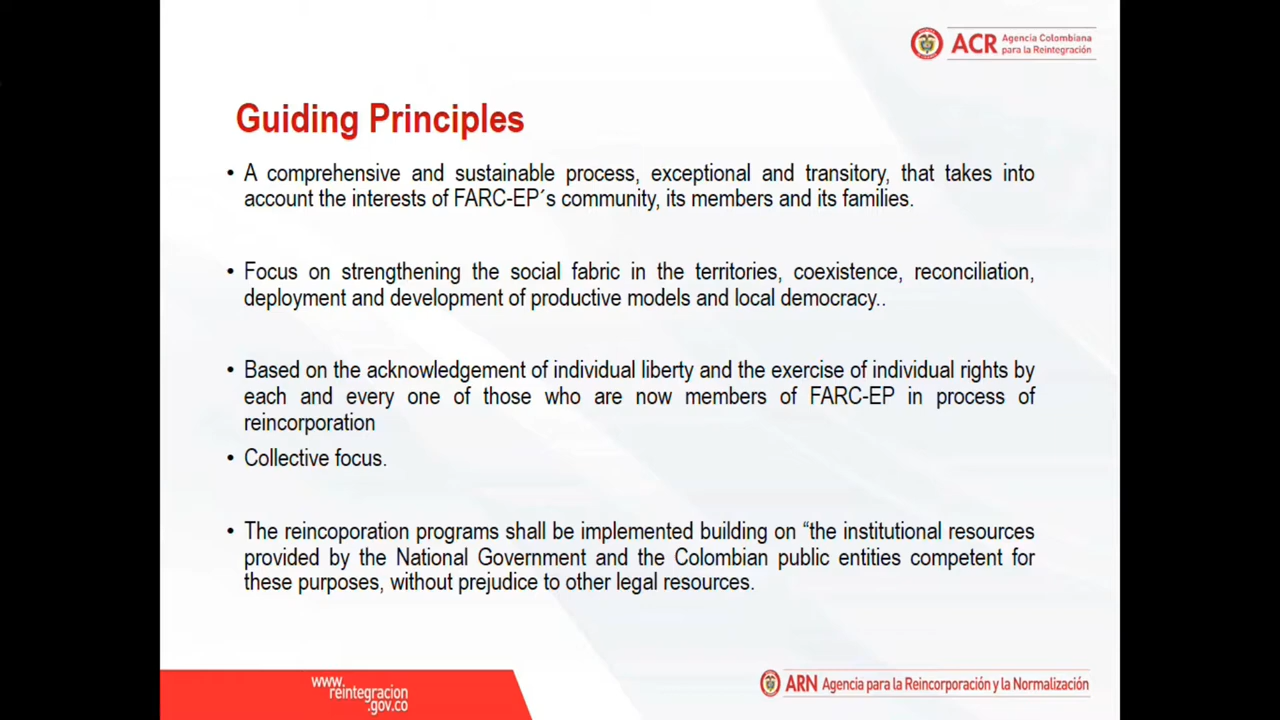 ACR Agencia Colombiana
para la Reintegración
Guiding Principles
• A comprehensive and sustainable process, exceptional and transitory, that takes into
account the interests of FARC-EP´s community, its members and its families.
• Focus on strengthening the social fabric in the territories, coexistence, reconciliation,
deployment and development of productive models and local democracy..
• Based on the acknowledgement of individual liberty and the exercise of individual rights by
each and every one of those who are now members of FARC-EP in process of
reincorporation
• Collective focus.
• The reincoporation programs shall be implemented building on “the institutional resources
provided by the National Government and the Colombian public entities competent for
these purposes, without prejudice to other legal resources.
www.
reintegracion
.gov.co
ARN Agencia para la Reincorporación y la Normalización